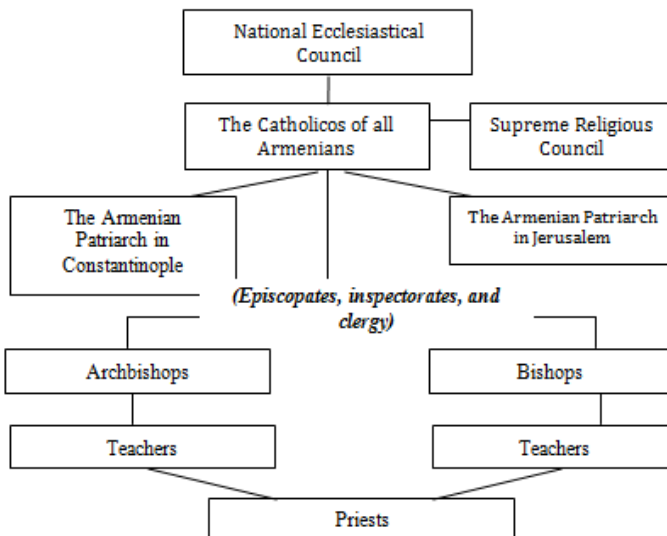 National Ecclesiastical
Council
The Catholicos of all
Armenians
Supreme Religious
Council
The Armenian
Patriarch in
Constantinople
The Armenian Patriarch
in Jerusalem
(Episcopates, inspectorates, and
clergy)
Archbishops
Bishops
Teachers
Teachers
Priests